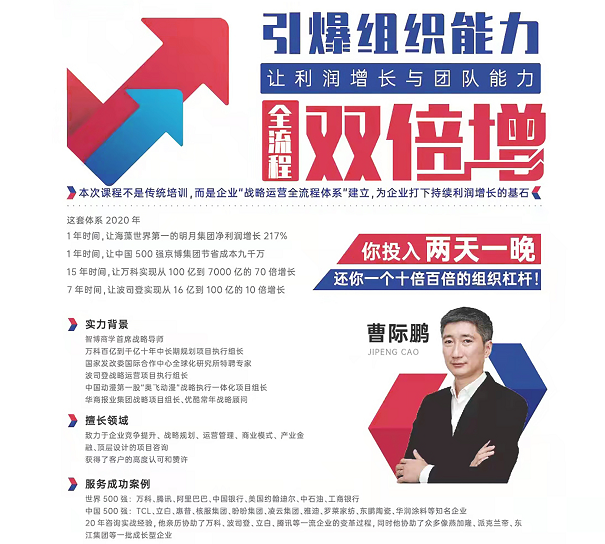 引爆组织能力
让利润增长与团队能力
全流程
双倍增
本次课程不是传统培训,而是企业“战略运营全流程体系”建立,为企业打下持续利润增长的基石
这套体系 2020 年
1 年时间,让海藻世界第一的明月集团净利润增长 217%
1 年时间,让中国 500 强京博集团节省成本九千万
15 年时间,让万科实现从 100 亿到 7000 亿的 70 倍增长
7 年时间,让波司登实现从 16 亿到 100 亿的 10 倍增长
你投入 两天一晚
还你一个十倍百倍的组织杠杆!
曹际鹏
JIPENG CAO
实力背景
智博商学首席战略导师
万科百亿到千亿十年中长期规划项目执行组长
国家发改委国际合作中心全球化研究所特聘专家
波司登战略运营项目执行组长
中国动漫第一股“奥飞动漫”战略执行一体化项目组长
华商报业集团战略项目组长、优酷常年战略顾问
擅长领域
致力于企业竞争提升、战略规划、运营管理、商业模式、产业金
融、顶层设计的项目咨询
获得了客户的高度认可和赞许
服务成功案例
世界 500 强: 万科,腾讯,阿里巴巴,中国银行,美国约翰迪尔,中石油,工商银行
中国 500 强: TCL,立白,惠普,核服集团,盼盼集团,凌云集团,雅迪,罗莱家纺,东鹏陶瓷,华润涂料等知名企业
20 年咨询实战经验,他亲历协助了万科、波司登、立白、腾讯等一流企业的变革过程,同时他协助了众多像燕加隆、派克兰帝、东
江集团等一批成长型企业